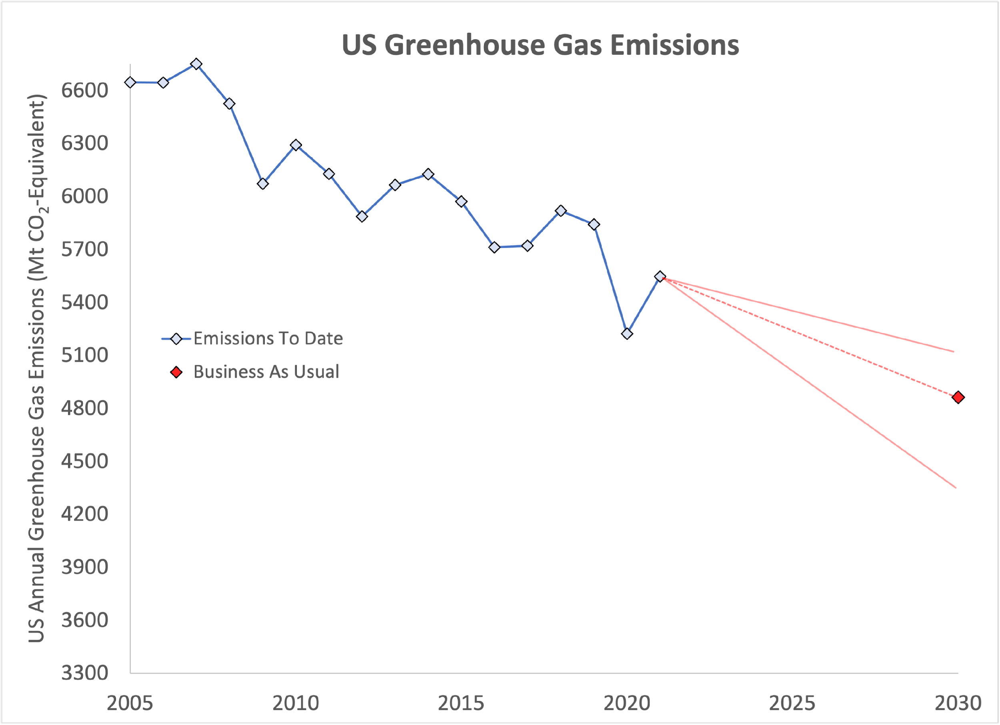 US Greenhouse Gas Emissions
US Annual Greenhouse Gas Emissions (Mt CO2-Equivalent)
6600
6300
6000
5700
5400
5100
4800
4500
4200
3900
3600
3300
Emissions To Date
Business As Usual
2005 2010 2015 2020 2025 2030